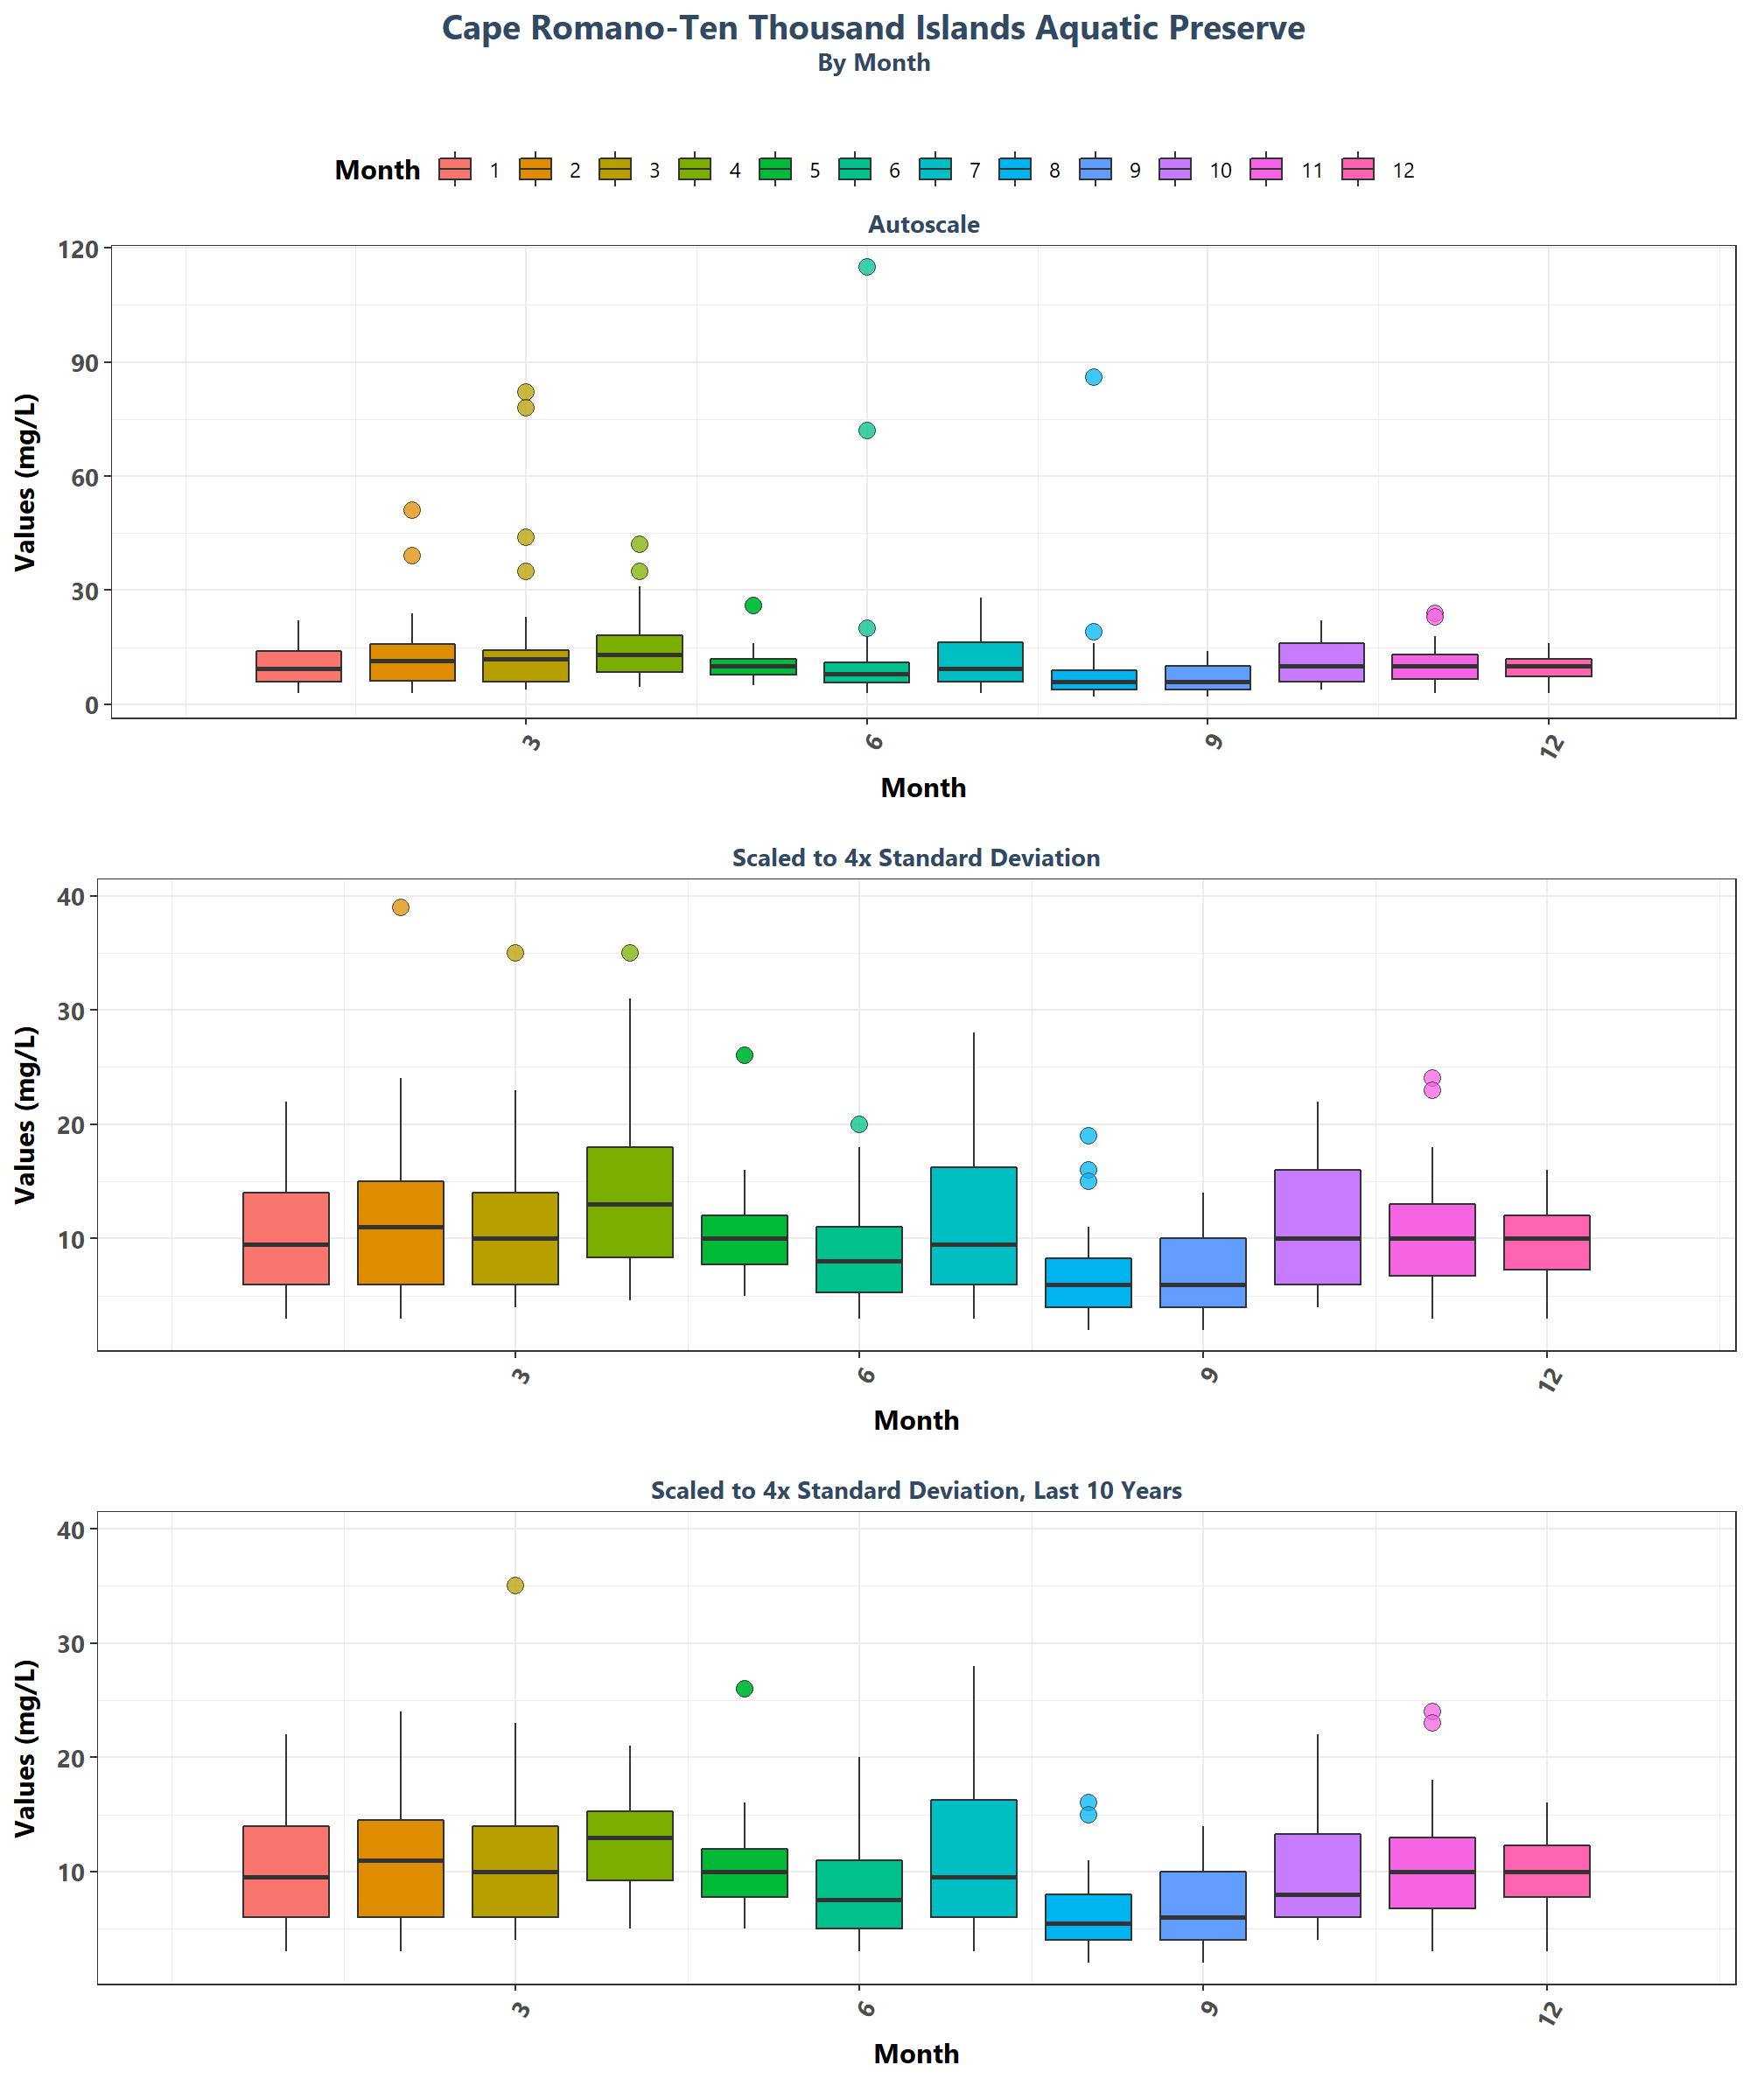 Cape Romano-Ten Thousand Islands Aquatic Preserve
By Month
Month 1 2 3 4 5 6 7 8 9 10 11 12
Autoscale
Values (mg/L)
120
90
60
30
0
3 6 9 12
Month
Scaled to 4x Standard Deviation
Values (mg/L)
40
30
20
10
3 6 9 12
Month
Scaled to 4x Standard Deviation, Last 10 Years
Values (mg/L)
40
30
20
10
3 6 9 12
Month